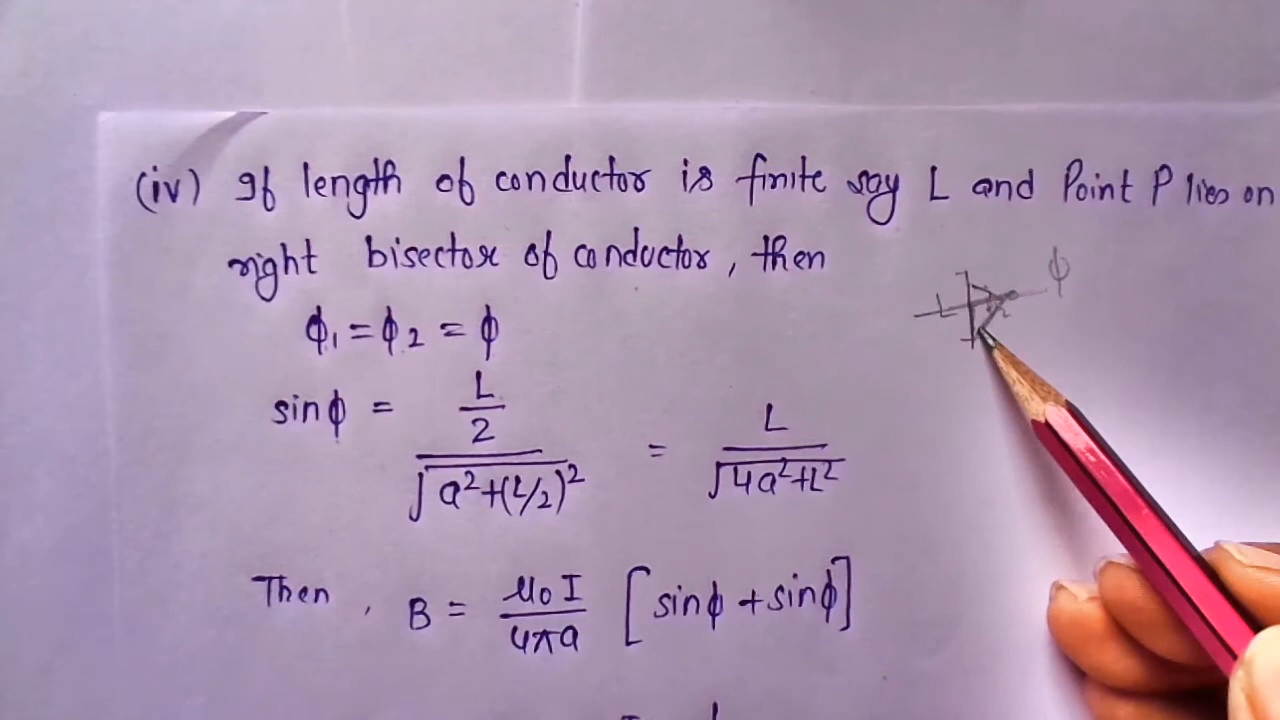 (iv) If length of conductor is finite say L and Point P lies on
right bisector of conductor, then
ϕ
L
ϕ₁ = ϕ₂ = ϕ
sinϕ = (L/2) / √(a²+(L/2)²) = L / √(4a²+L²)
Then, B = μ₀I / 4πa [sinϕ + sinϕ]